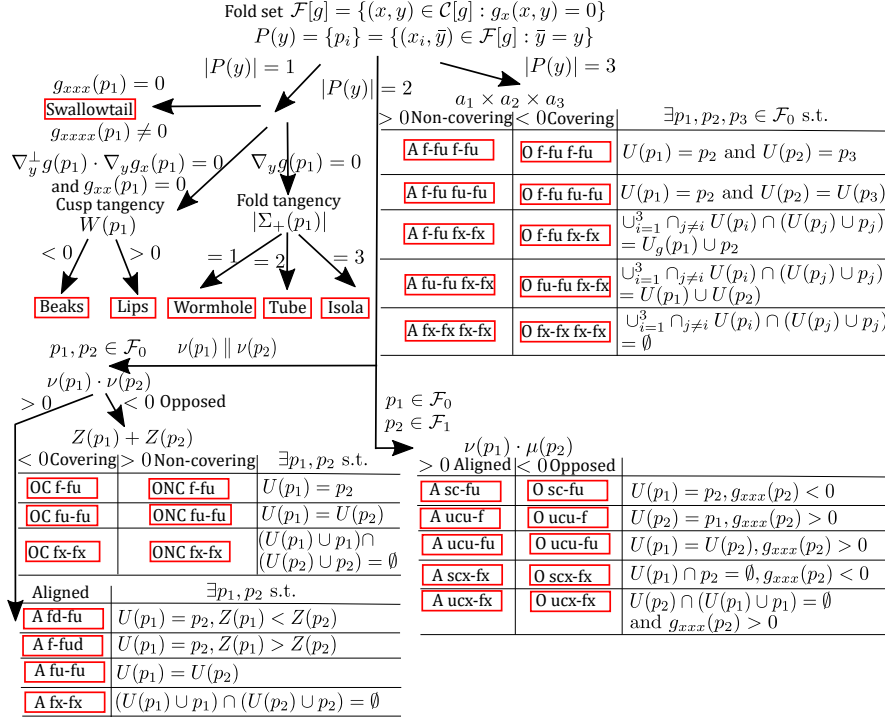 Fold set $\mathcal{F}[g] = \{(x, y) \in \mathcal{C}[g] : g_x(x, y) = 0\}$
$P(y) = \{p_i\} = \{(x_i, \bar{y}) \in \mathcal{F}[g] : \bar{y} = y\}$
$|P(y)| = 1$
$|P(y)| = 2$
$|P(y)| = 3$
$g_{xxx}(p_1) = 0$
Swallowtail
$g_{xxxx}(p_1) \neq 0$
$\nabla_y^{\perp} g(p_1) \cdot \nabla_y g_x(p_1) = 0$
and $g_{xx}(p_1) = 0$
Cusp tangency
$W(p_1)$
< 0 > 0
Beaks Lips
$\nabla_y g(p_1) = 0$
Fold tangency
$|\Sigma_+(p_1)|$
= 1 = 2 = 3
Wormhole Tube Isola
$a_1 \times a_2 \times a_3$
> 0 Non-covering < 0 Covering $\exists p_1, p_2, p_3 \in \mathcal{F}_0$ s.t.
A f-fu f-fu O f-fu f-fu $U(p_1) = p_2$ and $U(p_2) = p_3$
A f-fu fu-fu O f-fu fu-fu $U(p_1) = p_2$ and $U(p_2) = U(p_3)$
A f-fu fx-fx O f-fu fx-fx $\cup_{i=1}^3 \cap_{j \neq i} U(p_i) \cap (U(p_j) \cup p_j)$
$= U_g(p_1) \cup p_2$
A fu-fu fx-fx O fu-fu fx-fx $\cup_{i=1}^3 \cap_{j \neq i} U(p_i) \cap (U(p_j) \cup p_j)$
$= U(p_1) \cup U(p_2)$
A fx-fx fx-fx O fx-fx fx-fx $\cup_{i=1}^3 \cap_{j \neq i} U(p_i) \cap (U(p_j) \cup p_j)$
$= \emptyset$
$p_1, p_2 \in \mathcal{F}_0$ $\nu(p_1) \parallel \nu(p_2)$
$\nu(p_1) \cdot \nu(p_2)$
> 0 < 0 Opposed
$Z(p_1) + Z(p_2)$
< 0 Covering > 0 Non-covering $\exists p_1, p_2$ s.t.
OC f-fu ONC f-fu $U(p_1) = p_2$
OC fu-fu ONC fu-fu $U(p_1) = U(p_2)$
OC fx-fx ONC fx-fx $(U(p_1) \cup p_1) \cap$
$(U(p_2) \cup p_2) = \emptyset$
Aligned $\exists p_1, p_2$ s.t.
A fd-fu $U(p_1) = p_2, Z(p_1) < Z(p_2)$
A f-fud $U(p_1) = p_2, Z(p_1) > Z(p_2)$
A fu-fu $U(p_1) = U(p_2)$
A fx-fx $(U(p_1) \cup p_1) \cap (U(p_2) \cup p_2) = \emptyset$
$p_1 \in \mathcal{F}_0$
$p_2 \in \mathcal{F}_1$
$\nu(p_1) \cdot \mu(p_2)$
> 0 Aligned < 0 Opposed
A sc-fu O sc-fu $U(p_1) = p_2, g_{xxx}(p_2) < 0$
A ucu-f O ucu-f $U(p_2) = p_1, g_{xxx}(p_2) > 0$
A ucu-fu O ucu-fu $U(p_1) = U(p_2), g_{xxx}(p_2) > 0$
A scx-fx O scx-fx $U(p_1) \cap p_2 = \emptyset, g_{xxx}(p_2) < 0$
A ucx-fx O ucx-fx $U(p_2) \cap (U(p_1) \cup p_1) = \emptyset$
and $g_{xxx}(p_2) > 0$